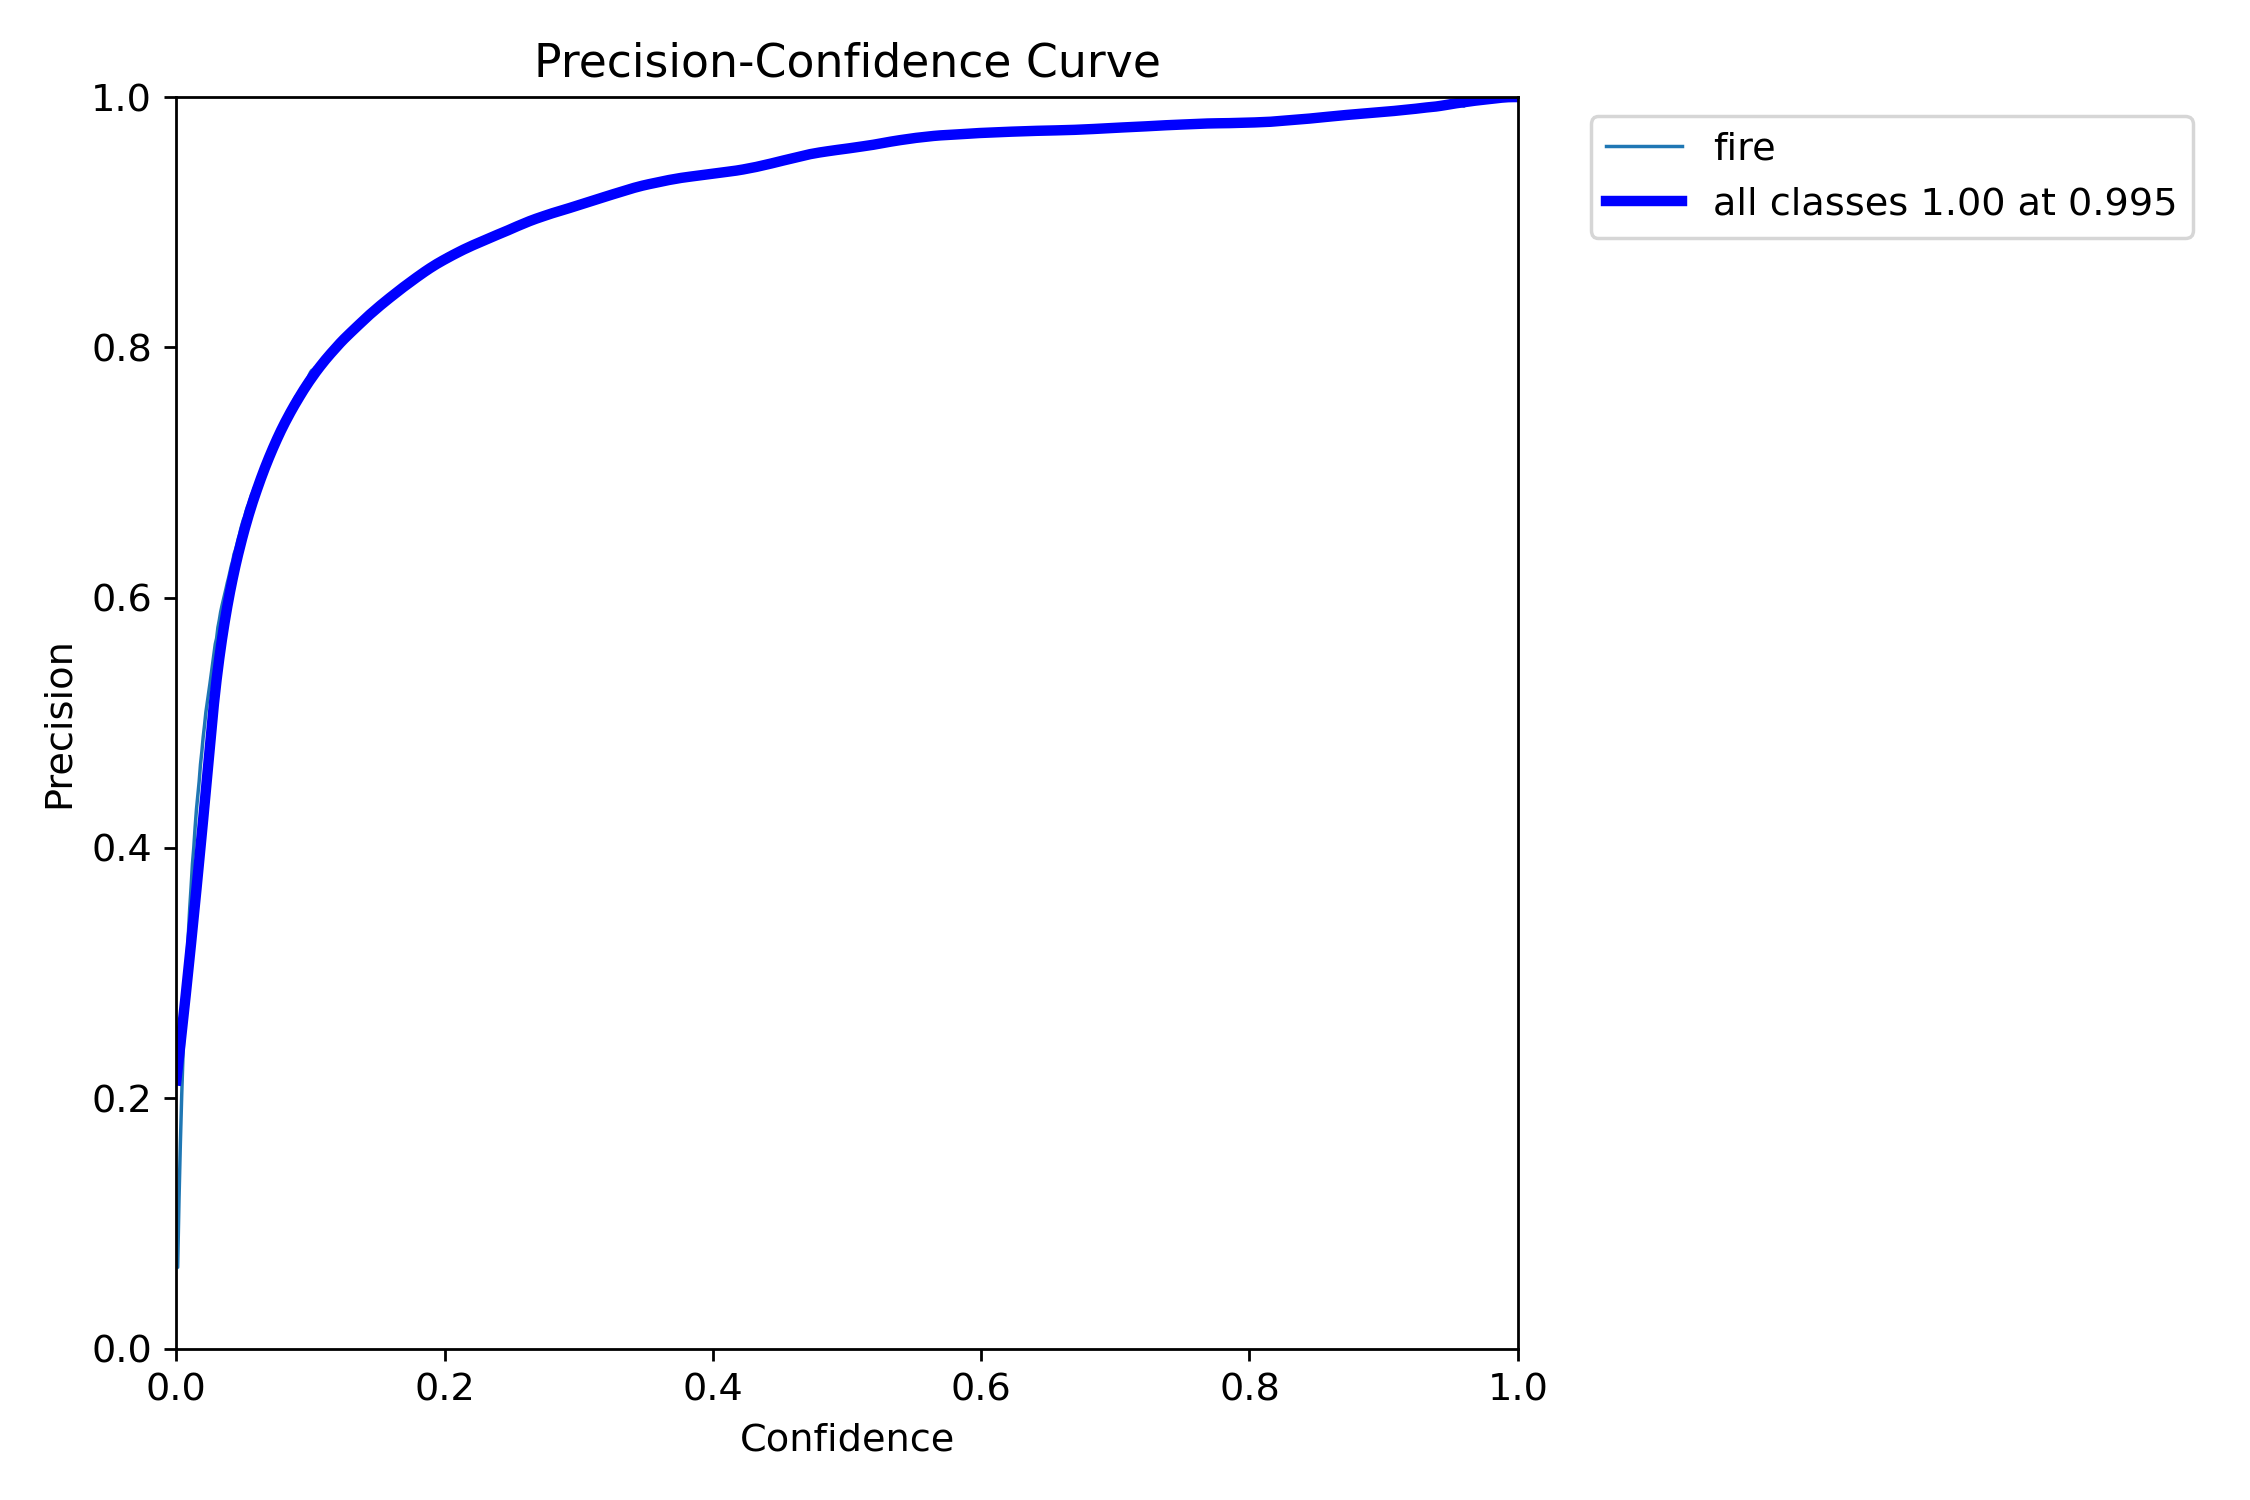 Precision-Confidence Curve
1.0
0.8
0.6
0.4
0.2
0.0
Precision
0.0 0.2 0.4 0.6 0.8 1.0
Confidence
fire
all classes 1.00 at 0.995